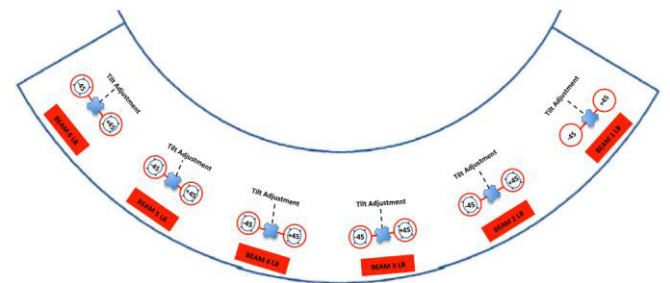 -45
+45
Tilt Adjustment
BEAM 6 LB
-45
+45
Tilt Adjustment
BEAM 5 LB
-45
+45
Tilt Adjustment
BEAM 4 LB
-45
+45
Tilt Adjustment
BEAM 3 LB
-45
+45
Tilt Adjustment
BEAM 2 LB
-45
+45
Tilt Adjustment
BEAM 1 LB